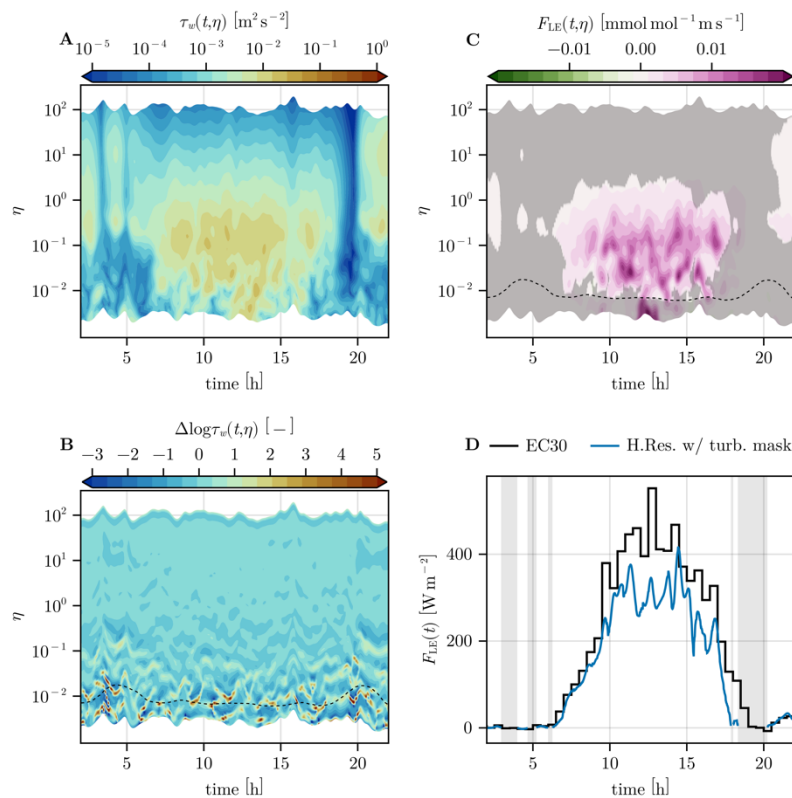 A
τ_w(t,η) [m² s⁻²]
10⁻⁵ 10⁻⁴ 10⁻³ 10⁻² 10⁻¹ 10⁰
10²
10¹
10⁰
10⁻¹
10⁻²
η
5 10 15 20
time [h]
C
F_LE(t,η) [mmol mol⁻¹ m s⁻¹]
−0.01 0.00 0.01
10²
10¹
10⁰
10⁻¹
10⁻²
η
5 10 15 20
time [h]
B
Δlogτ_w(t,η) [−]
−3 −2 −1 0 1 2 3 4 5
10²
10¹
10⁰
10⁻¹
10⁻²
η
5 10 15 20
time [h]
D
EC30 H.Res. w/ turb. mask
400
200
0
F_LE(t) [W m⁻²]
5 10 15 20
time [h]